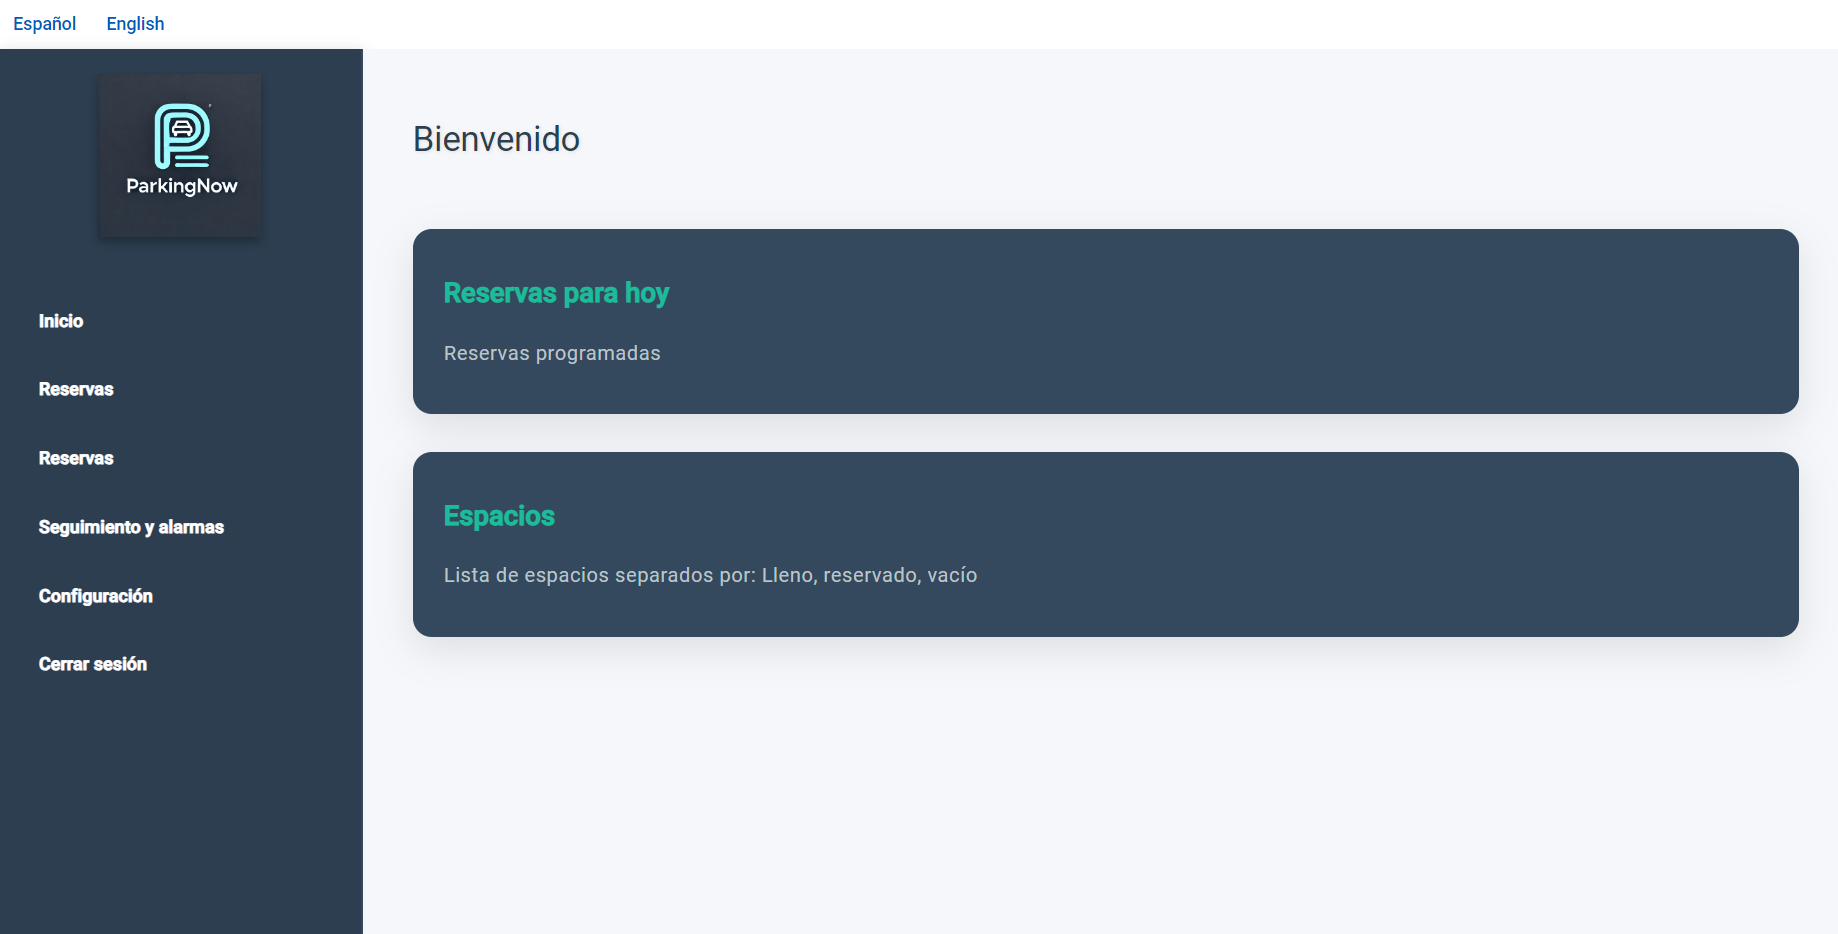 Español English
ParkingNow
Inicio
Reservas
Reservas
Seguimiento y alarmas
Configuración
Cerrar sesión
Bienvenido
Reservas para hoy
Reservas programadas
Espacios
Lista de espacios separados por: Lleno, reservado, vacío